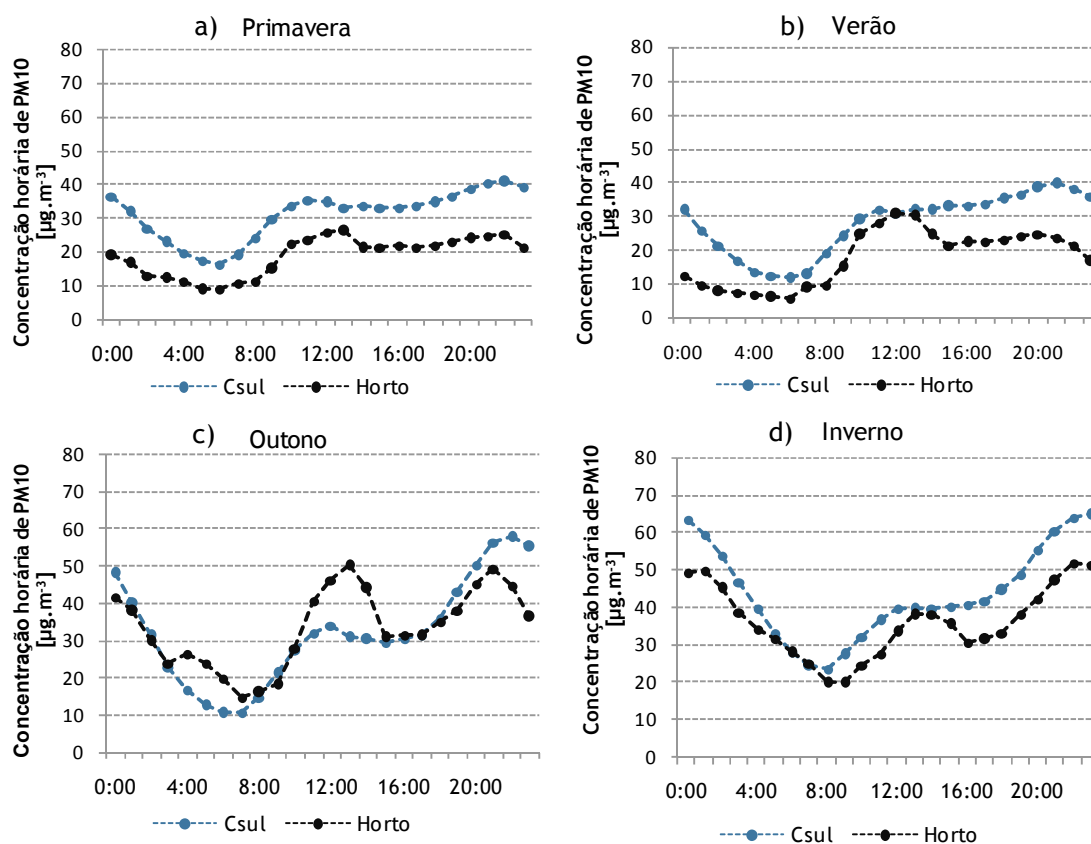 a) Primavera
Concentração horária de PM10
[µg.m⁻³]
80
70
60
50
40
30
20
10
0
0:00 4:00 8:00 12:00 16:00 20:00
Csul Horto
b) Verão
Concentração horária de PM10
[µg.m⁻³]
80
70
60
50
40
30
20
10
0
0:00 4:00 8:00 12:00 16:00 20:00
Csul Horto
c) Outono
Concentração horária de PM10
[µg.m⁻³]
80
70
60
50
40
30
20
10
0
0:00 4:00 8:00 12:00 16:00 20:00
Csul Horto
d) Inverno
Concentração horária de PM10
[µg.m⁻³]
80
70
60
50
40
30
20
10
0
0:00 4:00 8:00 12:00 16:00 20:00
Csul Horto